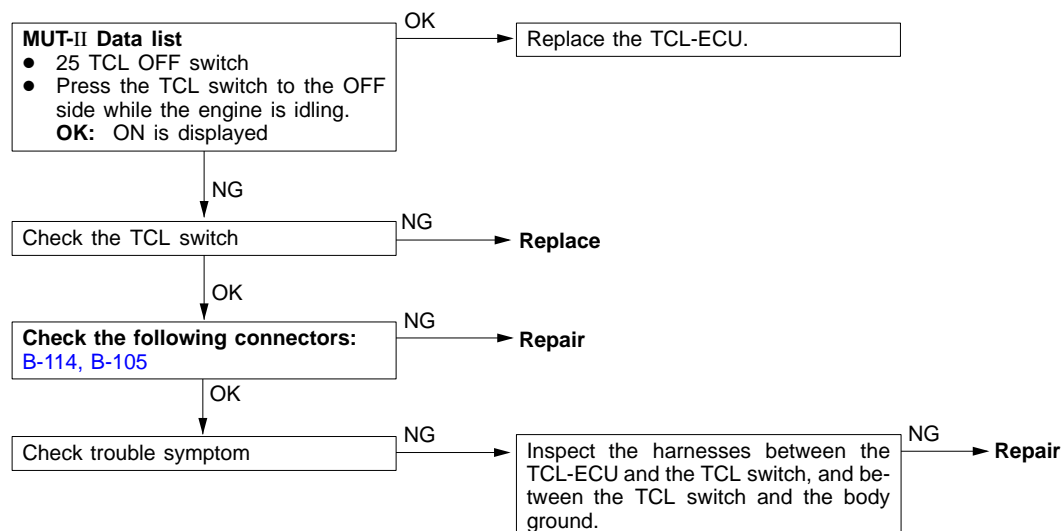 MUT-II Data list
● 25 TCL OFF switch
● Press the TCL switch to the OFF
side while the engine is idling.
OK: ON is displayed
OK
Replace the TCL-ECU.
NG
Check the TCL switch
NG
Replace
OK
Check the following connectors:
B-114, B-105
NG
Repair
OK
Check trouble symptom
NG
Inspect the harnesses between the
TCL-ECU and the TCL switch, and be-
tween the TCL switch and the body
ground.
NG
Repair